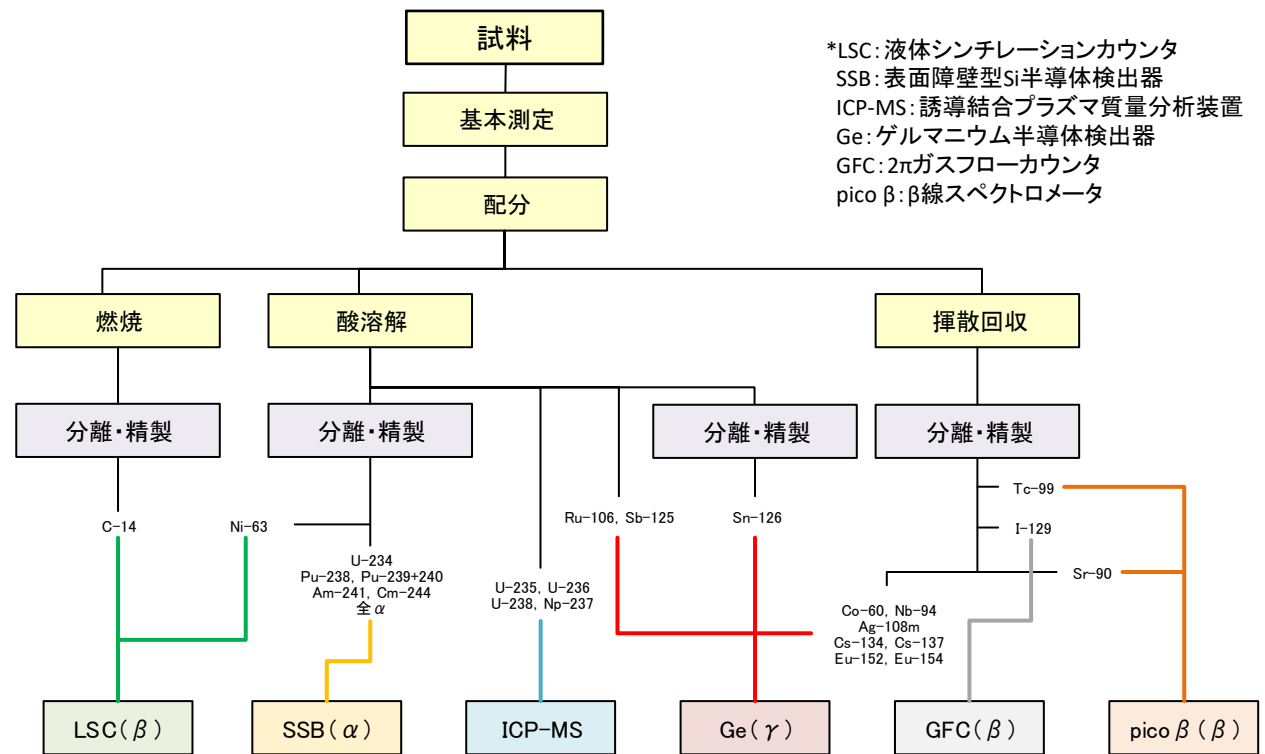 試料
*LSC:液体シンチレーションカウンタ
SSB:表面障壁型Si半導体検出器
ICP-MS:誘導結合プラズマ質量分析装置
Ge:ゲルマニウム半導体検出器
GFC:2πガスフローカウンタ
pico β:β線スペクトロメータ
基本測定
配分
燃焼
酸溶解
揮散回収
分離・精製
分離・精製
分離・精製
分離・精製
C-14
Ni-63
U-234
Pu-238, Pu-239+240
Am-241, Cm-244
全α
U-235, U-236
U-238, Np-237
Ru-106, Sb-125
Sn-126
Tc-99
I-129
Sr-90
Co-60, Nb-94
Ag-108m
Cs-134, Cs-137
Eu-152, Eu-154
LSC(β)
SSB(α)
ICP-MS
Ge(γ)
GFC(β)
pico β(β)